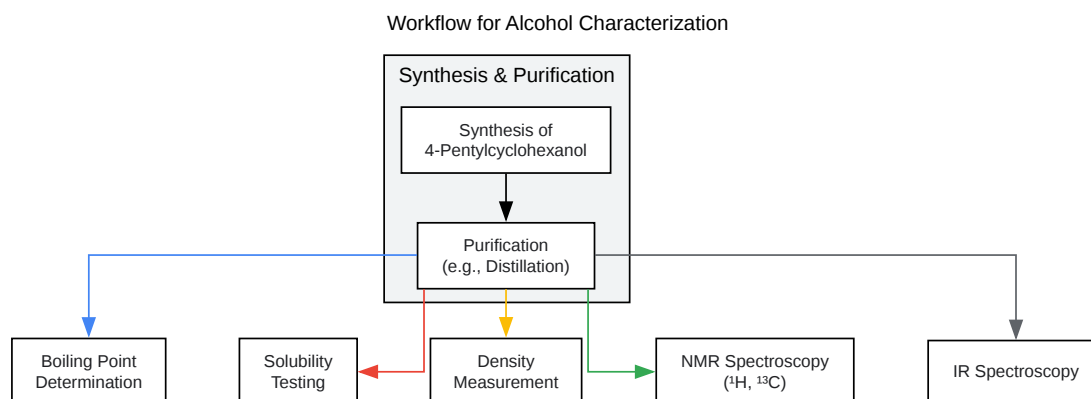 Workflow for Alcohol Characterization
Synthesis & Purification
Synthesis of
4-Pentylcyclohexanol
Purification
(e.g., Distillation)
Boiling Point
Determination
Solubility
Testing
Density
Measurement
NMR Spectroscopy
(¹H, ¹³C)
IR Spectroscopy